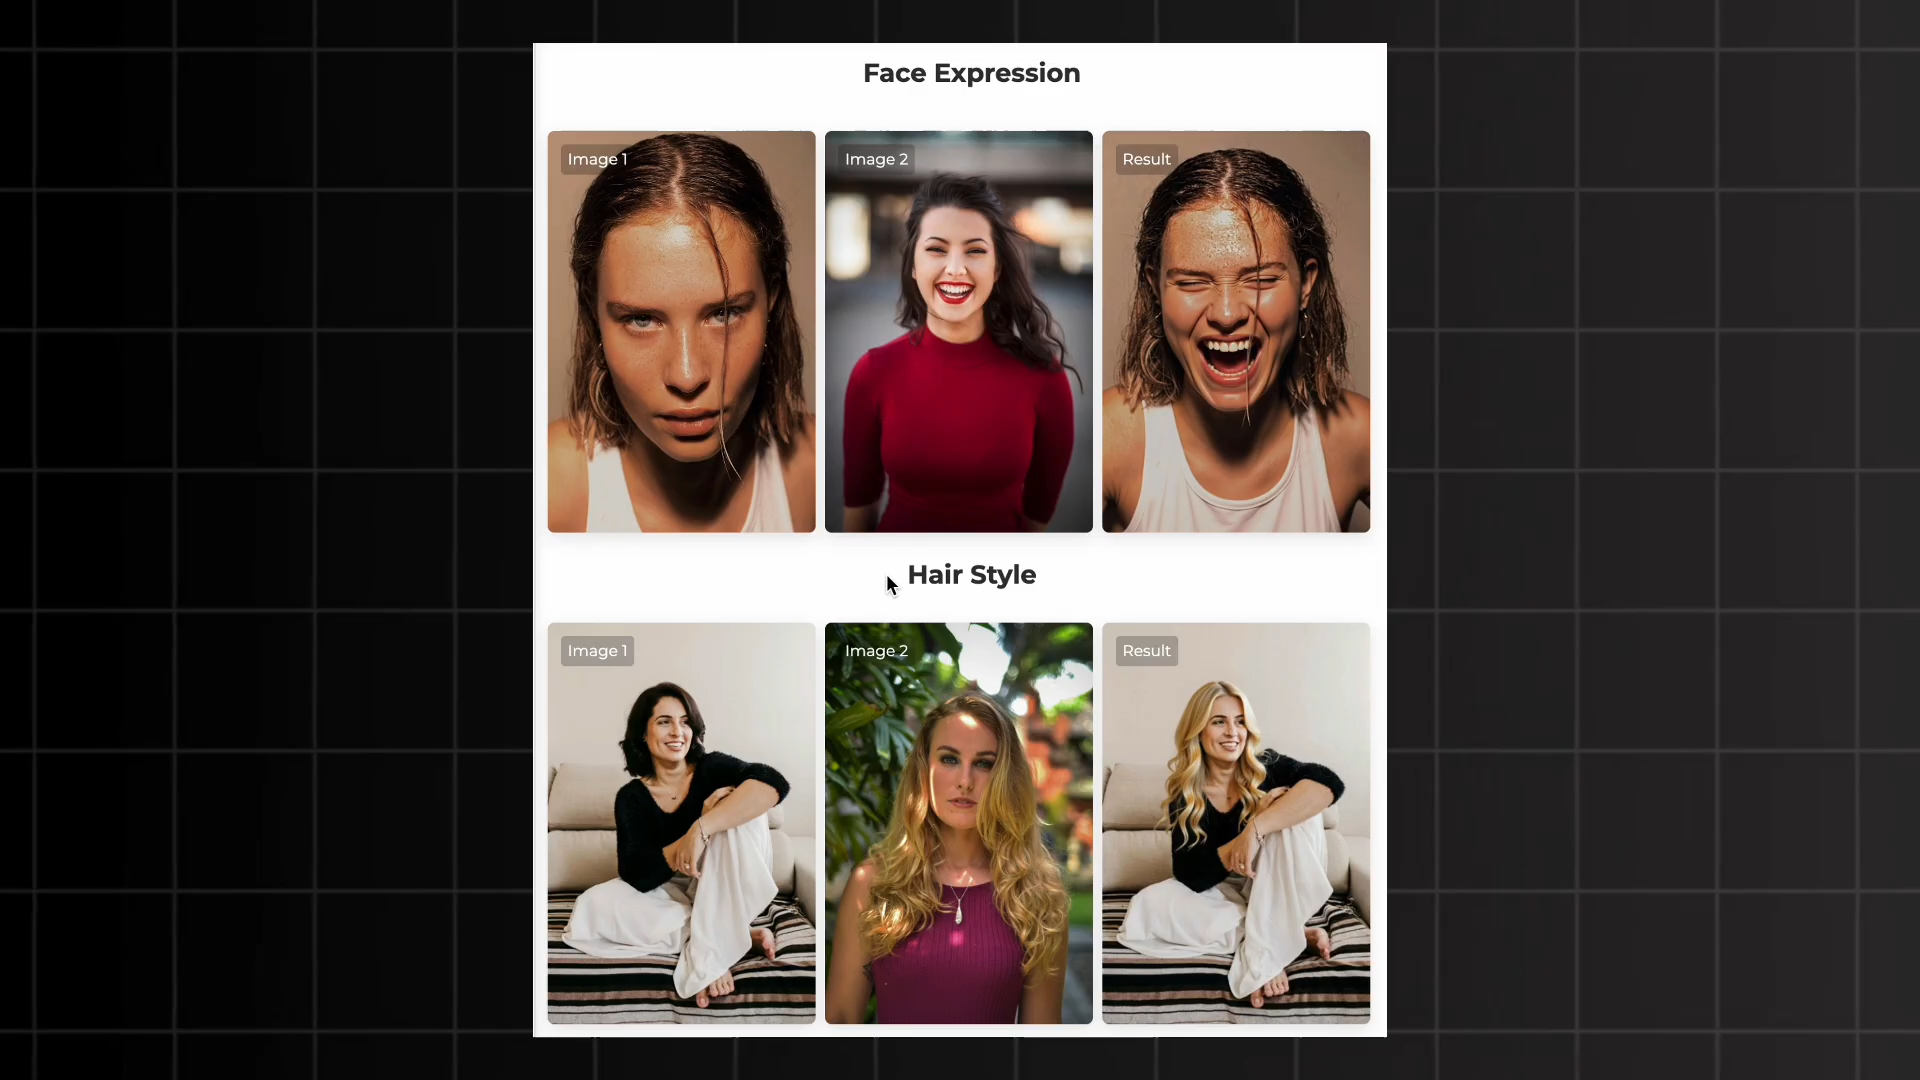 Face Expression
Image 1
Image 2
Result
Hair Style
Image 1
Image 2
Result